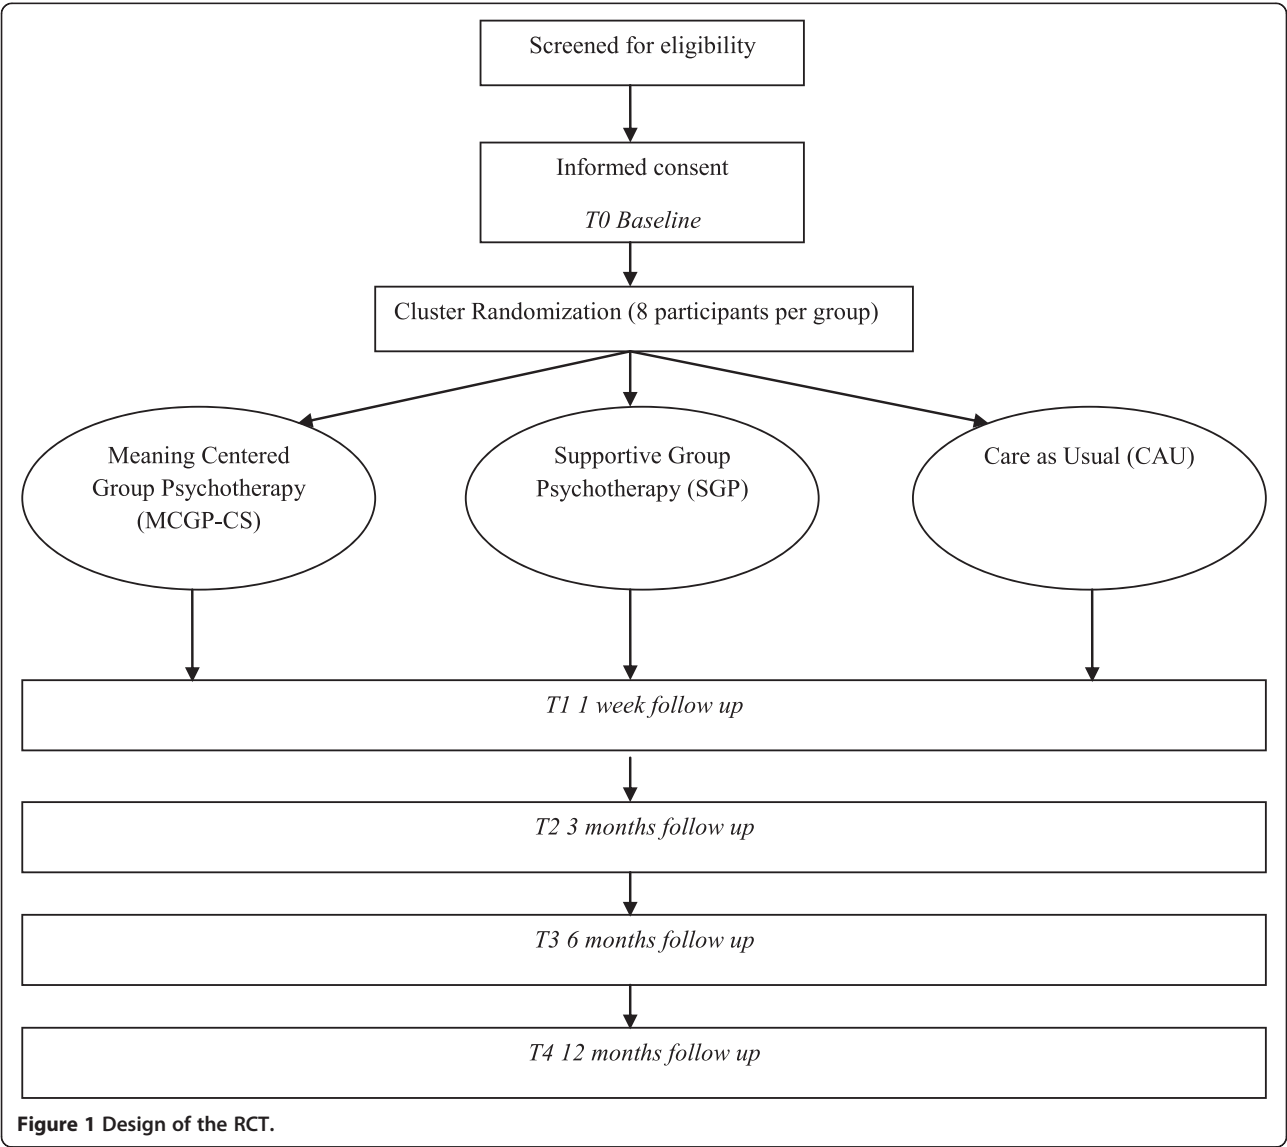 Screened for eligibility
Informed consent
T0 Baseline
Cluster Randomization (8 participants per group)
Meaning Centered
Group Psychotherapy
(MCGP-CS)
Supportive Group
Psychotherapy (SGP)
Care as Usual (CAU)
T1 1 week follow up
T2 3 months follow up
T3 6 months follow up
T4 12 months follow up
Figure 1 Design of the RCT.